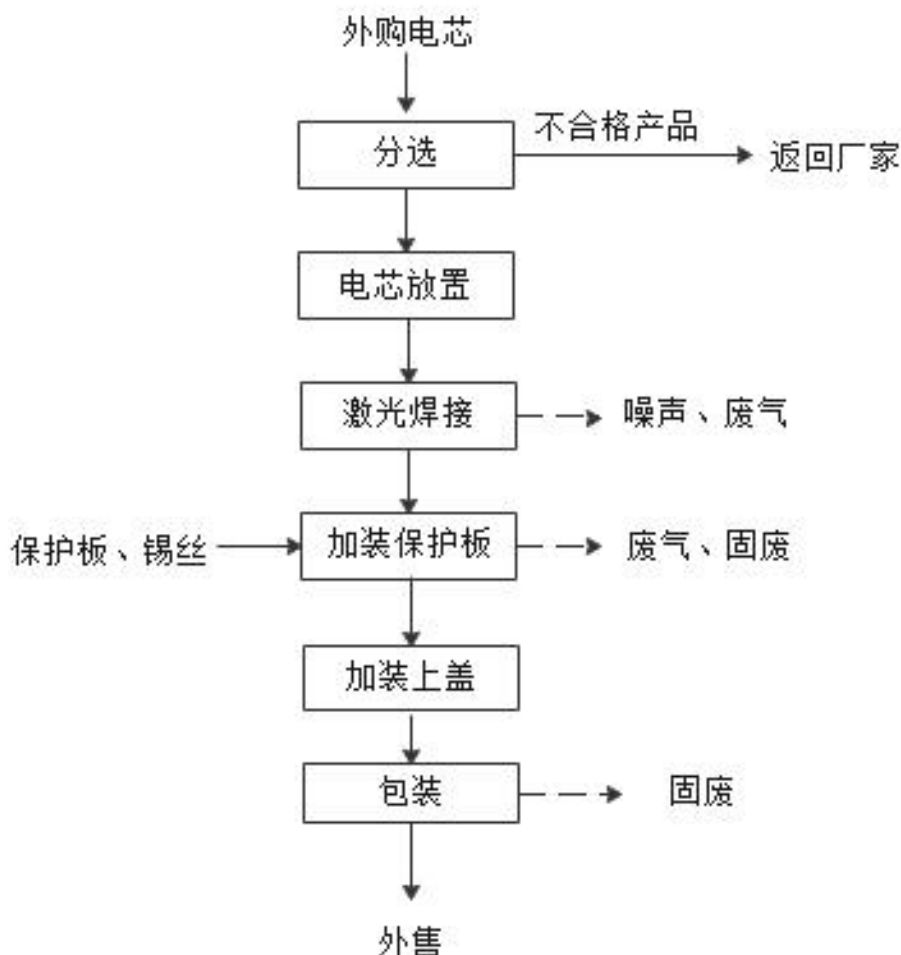 外购电芯
不合格产品
分选
返回厂家
电芯放置
激光焊接
噪声、废气
保护板、锡丝
加装保护板
废气、固废
加装上盖
包装
固废
外售